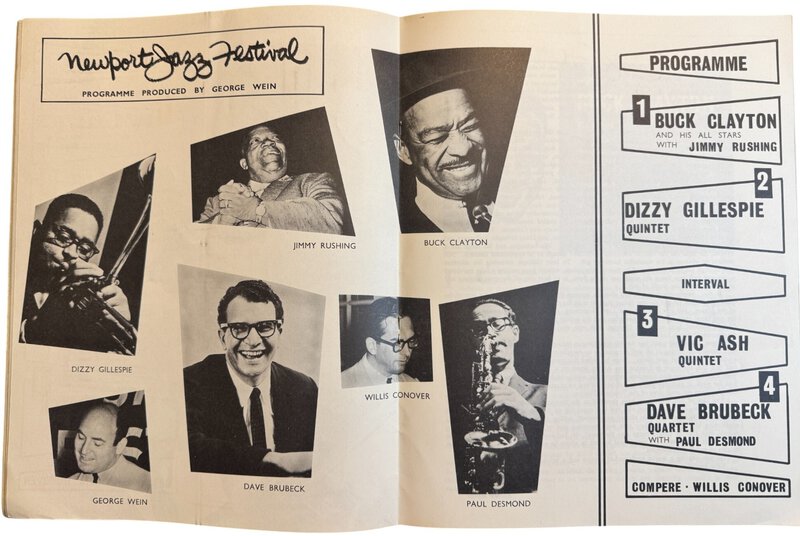 Newport Jazz Festival
PROGRAMME PRODUCED BY GEORGE WEIN
JIMMY RUSHING
BUCK CLAYTON
DIZZY GILLESPIE
WILLIS CONOVER
GEORGE WEIN
DAVE BRUBECK
PAUL DESMOND
PROGRAMME
1
BUCK CLAYTON
AND HIS ALL STARS
WITH JIMMY RUSHING
2
DIZZY GILLESPIE
QUINTET
INTERVAL
3
VIC ASH
QUINTET
4
DAVE BRUBECK
QUARTET
WITH PAUL DESMOND
COMPERE · WILLIS CONOVER